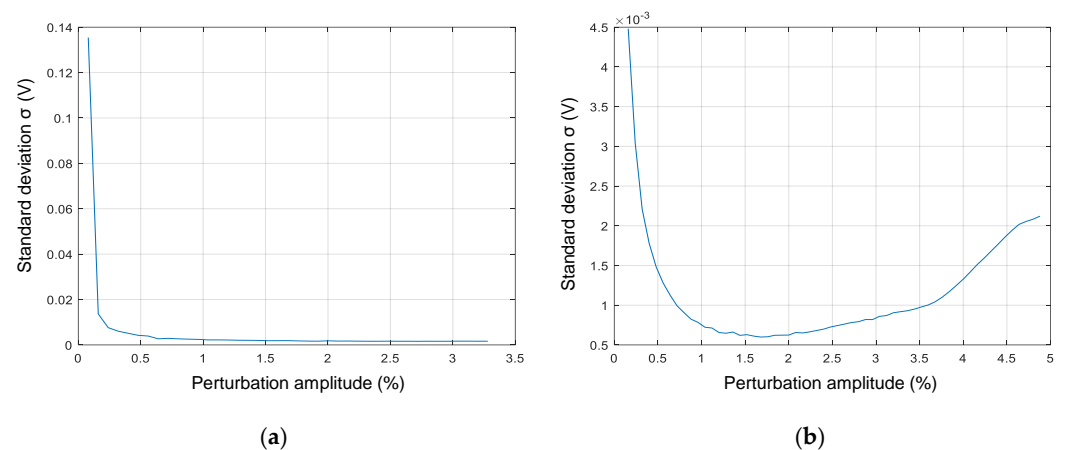 0.14
0.12
0.1
0.08
0.06
0.04
0.02
0
Standard deviation σ (V)
0 0.5 1 1.5 2 2.5 3 3.5
Perturbation amplitude (%)
(a)
×10⁻³
4.5
4
3.5
3
2.5
2
1.5
1
0.5
Standard deviation σ (V)
0 0.5 1 1.5 2 2.5 3 3.5 4 4.5 5
Perturbation amplitude (%)
(b)